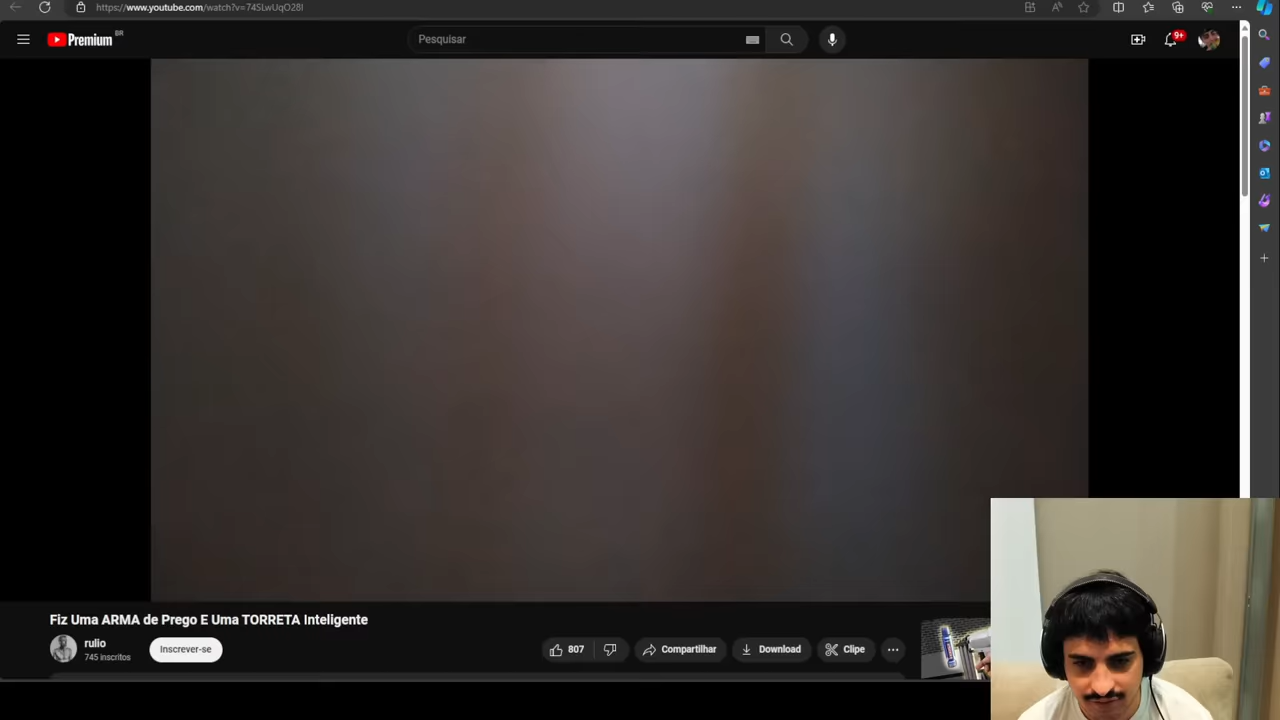 https://www.youtube.com/watch?v=74SLwUqO28I
Premium BR
Pesquisar
9+
Fiz Uma ARMA de Prego E Uma TORRETA Inteligente
rulio
745 inscritos
Inscrever-se
807
Compartilhar
Download
Clipe